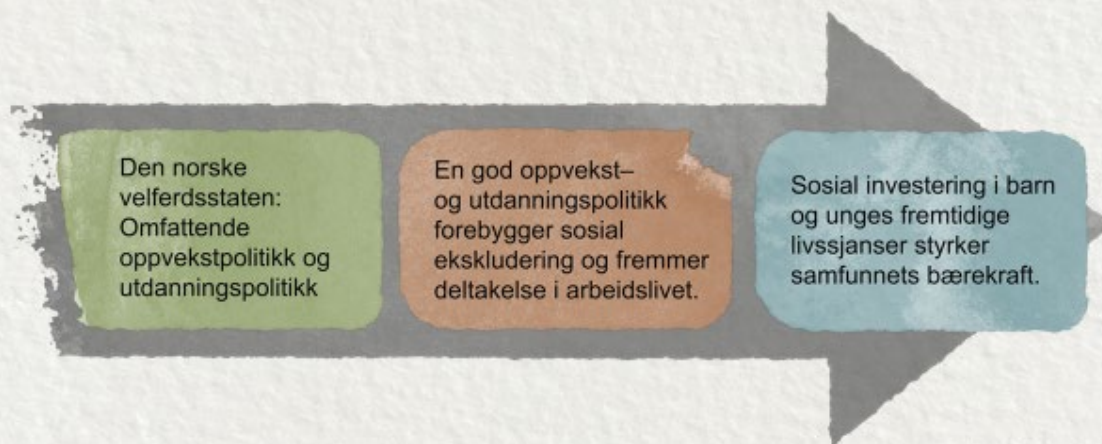 Den norske
velferdsstaten:
Omfattende
oppvekstpolitikk og
utdanningspolitikk
En god oppvekst–
og utdanningspolitikk
forebygger sosial
ekskludering og fremmer
deltakelse i arbeidslivet.
Sosial investering i barn
og unges fremtidige
livssjanser styrker
samfunnets bærekraft.